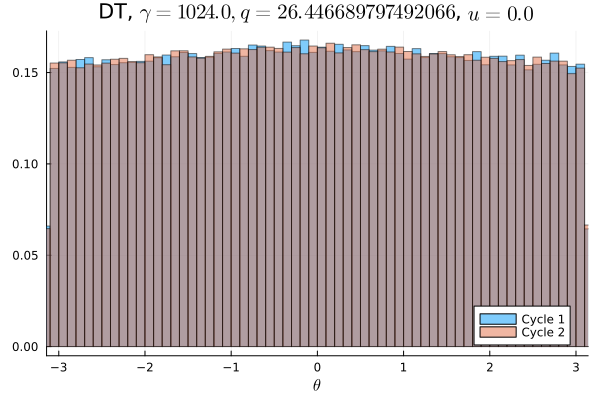 DT, γ = 1024.0, q = 26.446689797492066, u = 0.0
0.15
0.10
0.05
0.00
−3 −2 −1 0 1 2 3
θ
Cycle 1
Cycle 2